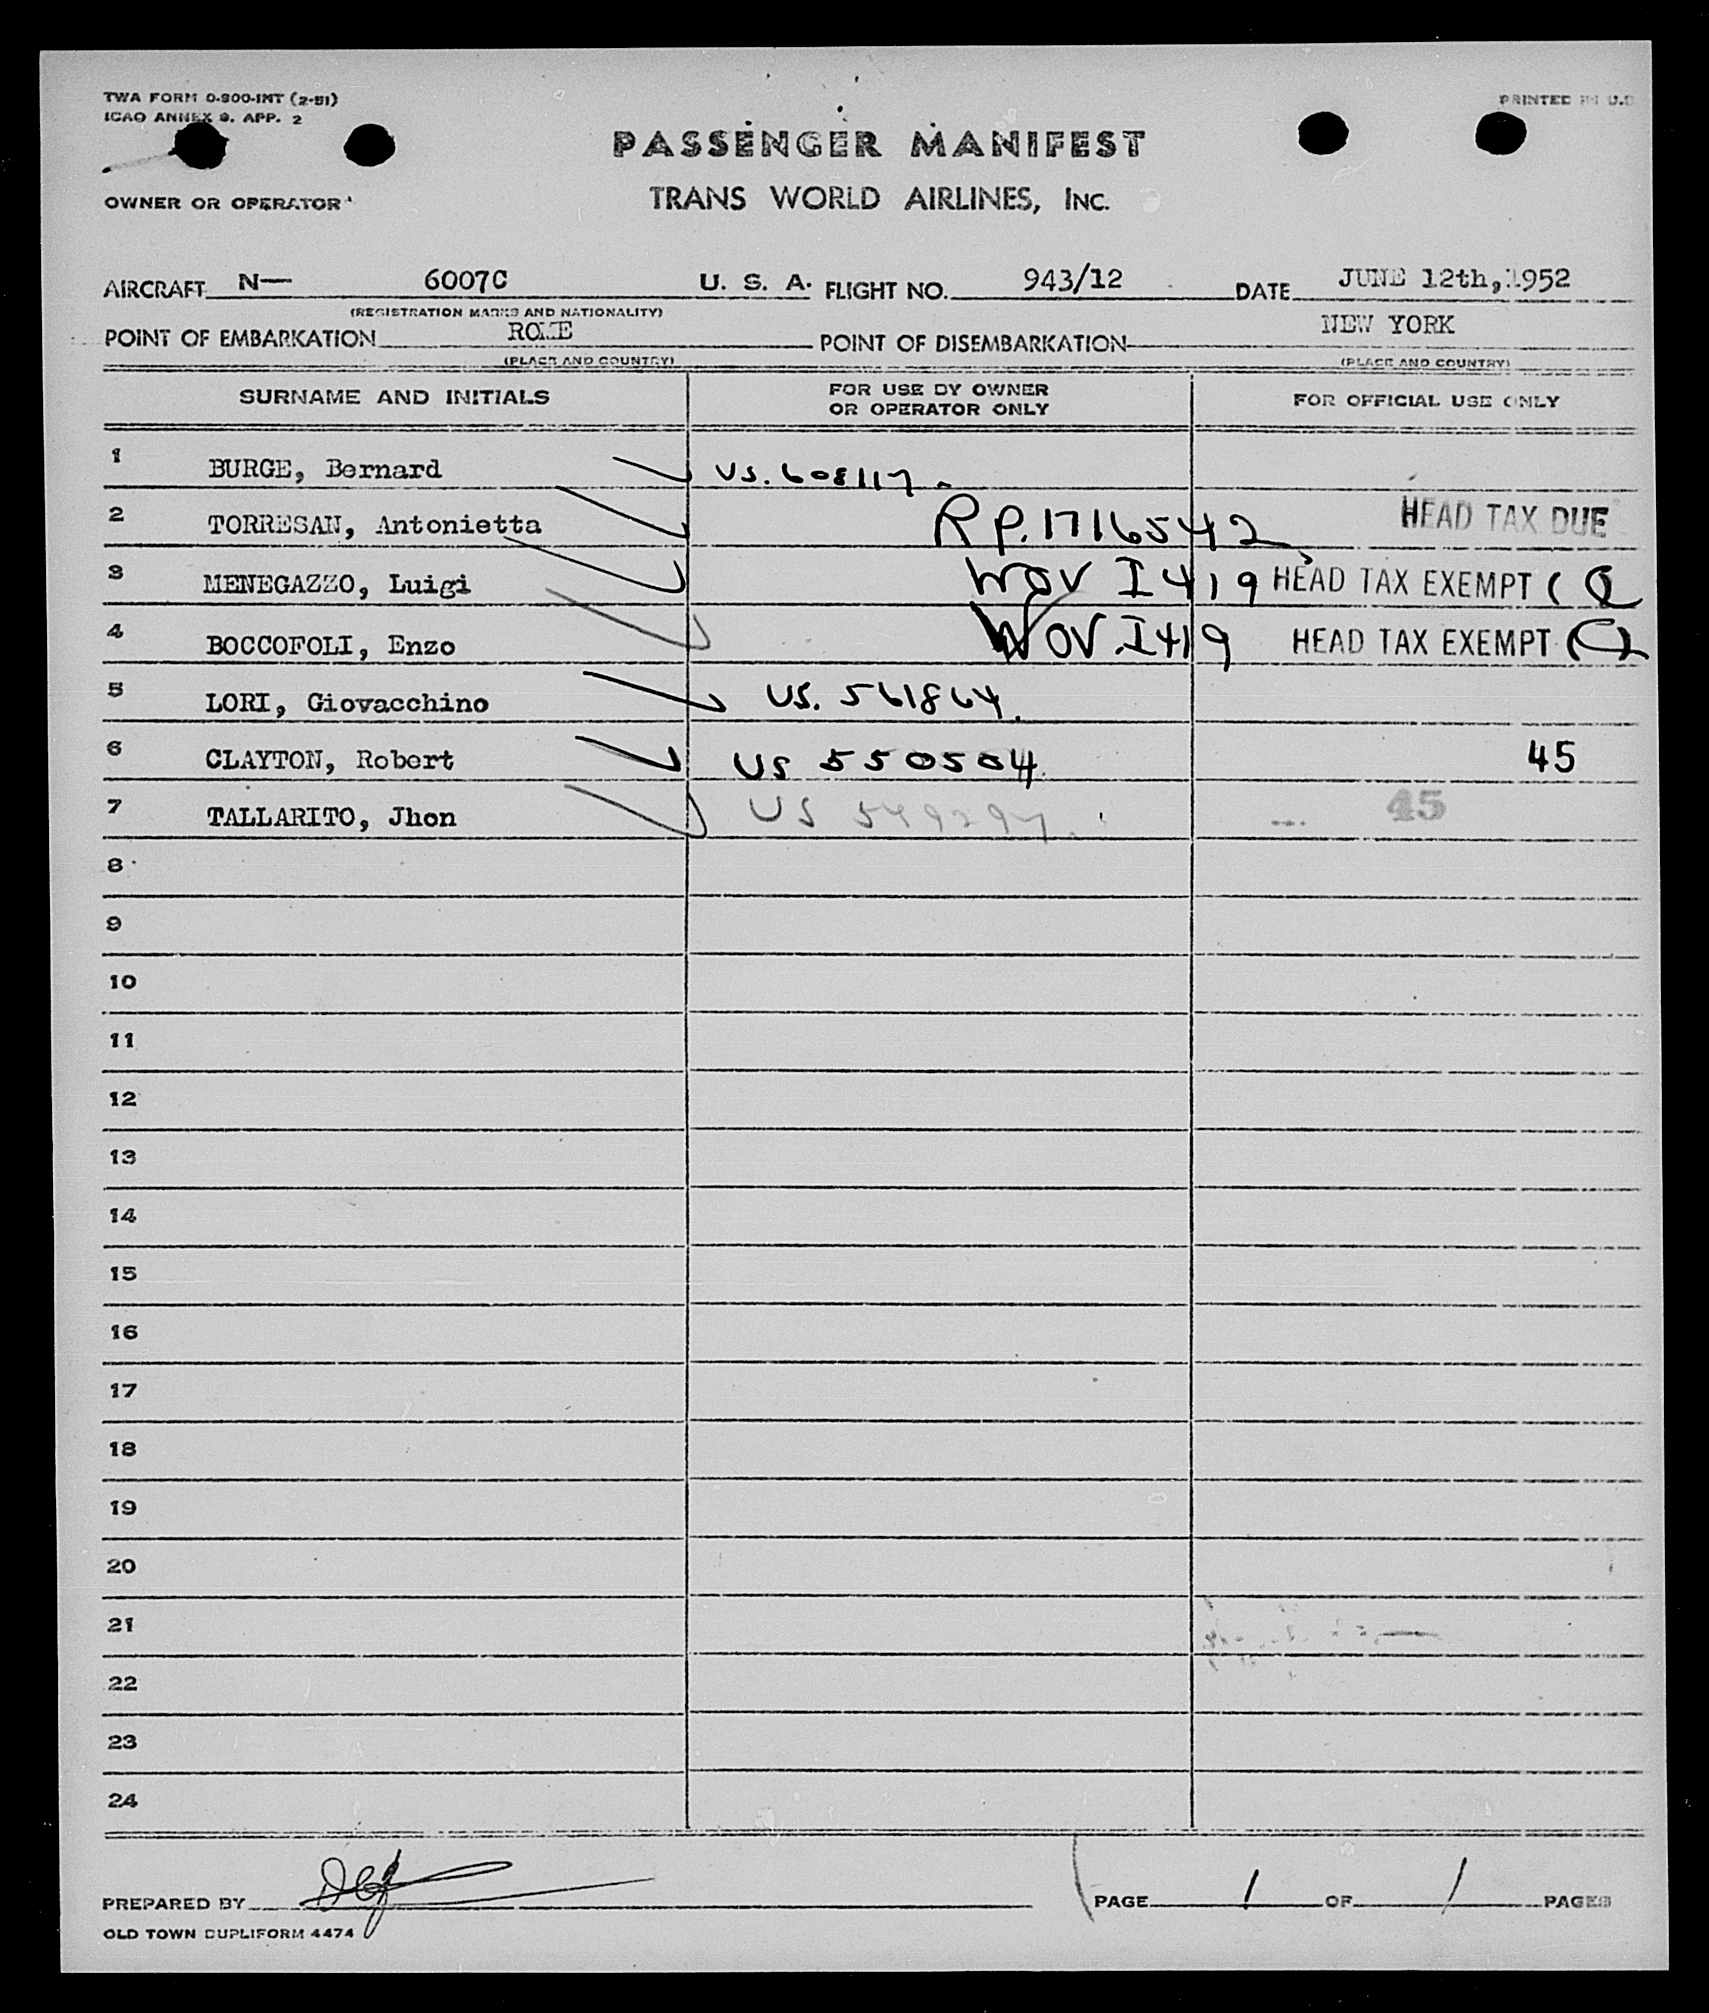 TWA FORM 0-800-INT (2-51)
ICAO ANNEX 9. APP. 2
PRINTED IN U.S.
PASSENGER MANIFEST
OWNER OR OPERATOR
TRANS WORLD AIRLINES, INC.
AIRCRAFT N— 6007C U. S. A. FLIGHT NO. 943/12 DATE JUNE 12th, 1952
(REGISTRATION MARKS AND NATIONALITY)
POINT OF EMBARKATION ROME POINT OF DISEMBARKATION NEW YORK
(PLACE AND COUNTRY) (PLACE AND COUNTRY)
SURNAME AND INITIALS FOR USE BY OWNER OR OPERATOR ONLY FOR OFFICIAL USE ONLY
1 BURGE, Bernard US. 608117
2 TORRESAN, Antonietta RP. 1716542 HEAD TAX DUE
3 MENEGAZZO, Luigi WOV I 419 HEAD TAX EXEMPT
4 BOCCOFOLI, Enzo WOV. I419 HEAD TAX EXEMPT
5 LORI, Giovacchino US. 561864.
6 CLAYTON, Robert US 550504 45
7 TALLARITO, Jhon US 549297. 45
8
9
10
11
12
13
14
15
16
17
18
19
20
21
22
23
24
PREPARED BY PAGE 1 OF 1 PAGES
OLD TOWN DUPLIFORM 4474